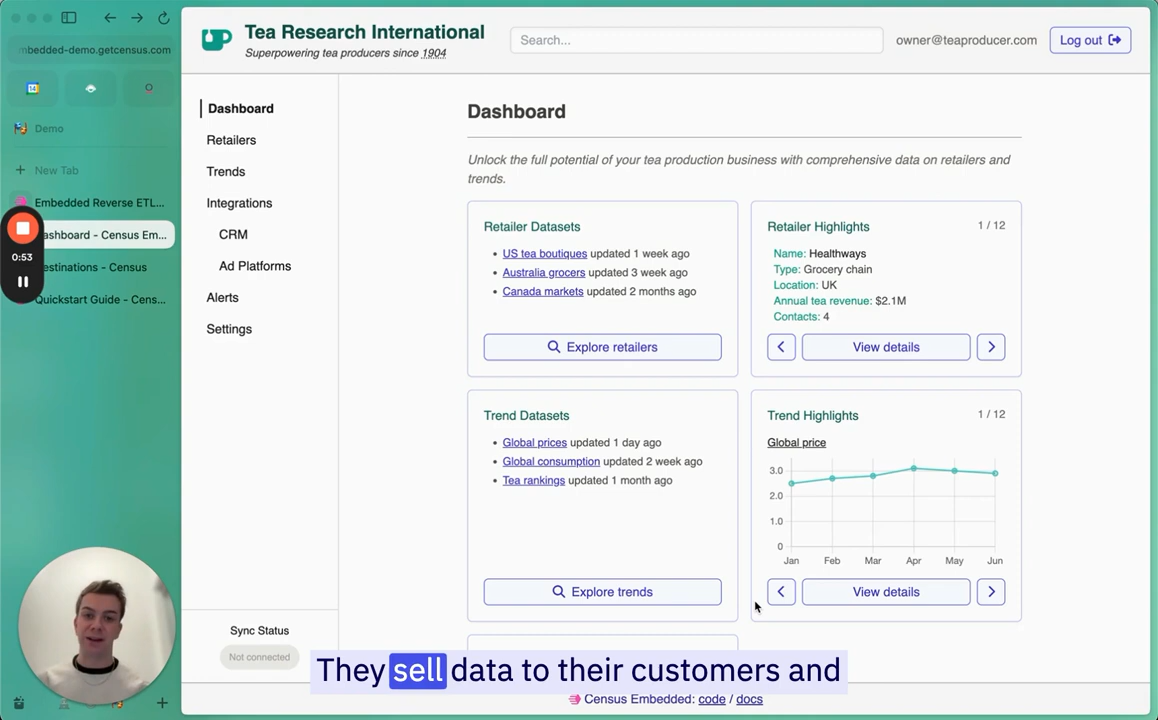 mbedded-demo.getcensus.com
14
Demo
New Tab
Embedded Reverse ETL...
ashboard - Census Em...
estinations - Census
Quickstart Guide - Cens...
0:53
Tea Research International
Superpowering tea producers since 1904
Search...
owner@teaproducer.com
Log out
Dashboard
Retailers
Trends
Integrations
CRM
Ad Platforms
Alerts
Settings
Sync Status
Not connected
Dashboard
Unlock the full potential of your tea production business with comprehensive data on retailers and
trends.
Retailer Datasets
• US tea boutiques updated 1 week ago
• Australia grocers updated 3 week ago
• Canada markets updated 2 months ago
Explore retailers
Retailer Highlights
1 / 12
Name: Healthways
Type: Grocery chain
Location: UK
Annual tea revenue: $2.1M
Contacts: 4
View details
Trend Datasets
• Global prices updated 1 day ago
• Global consumption updated 2 week ago
• Tea rankings updated 1 month ago
Explore trends
Trend Highlights
1 / 12
Global price
3.0
2.0
1.0
0
Jan Feb Mar Apr May Jun
View details
They sell data to their customers and
Census Embedded: code / docs